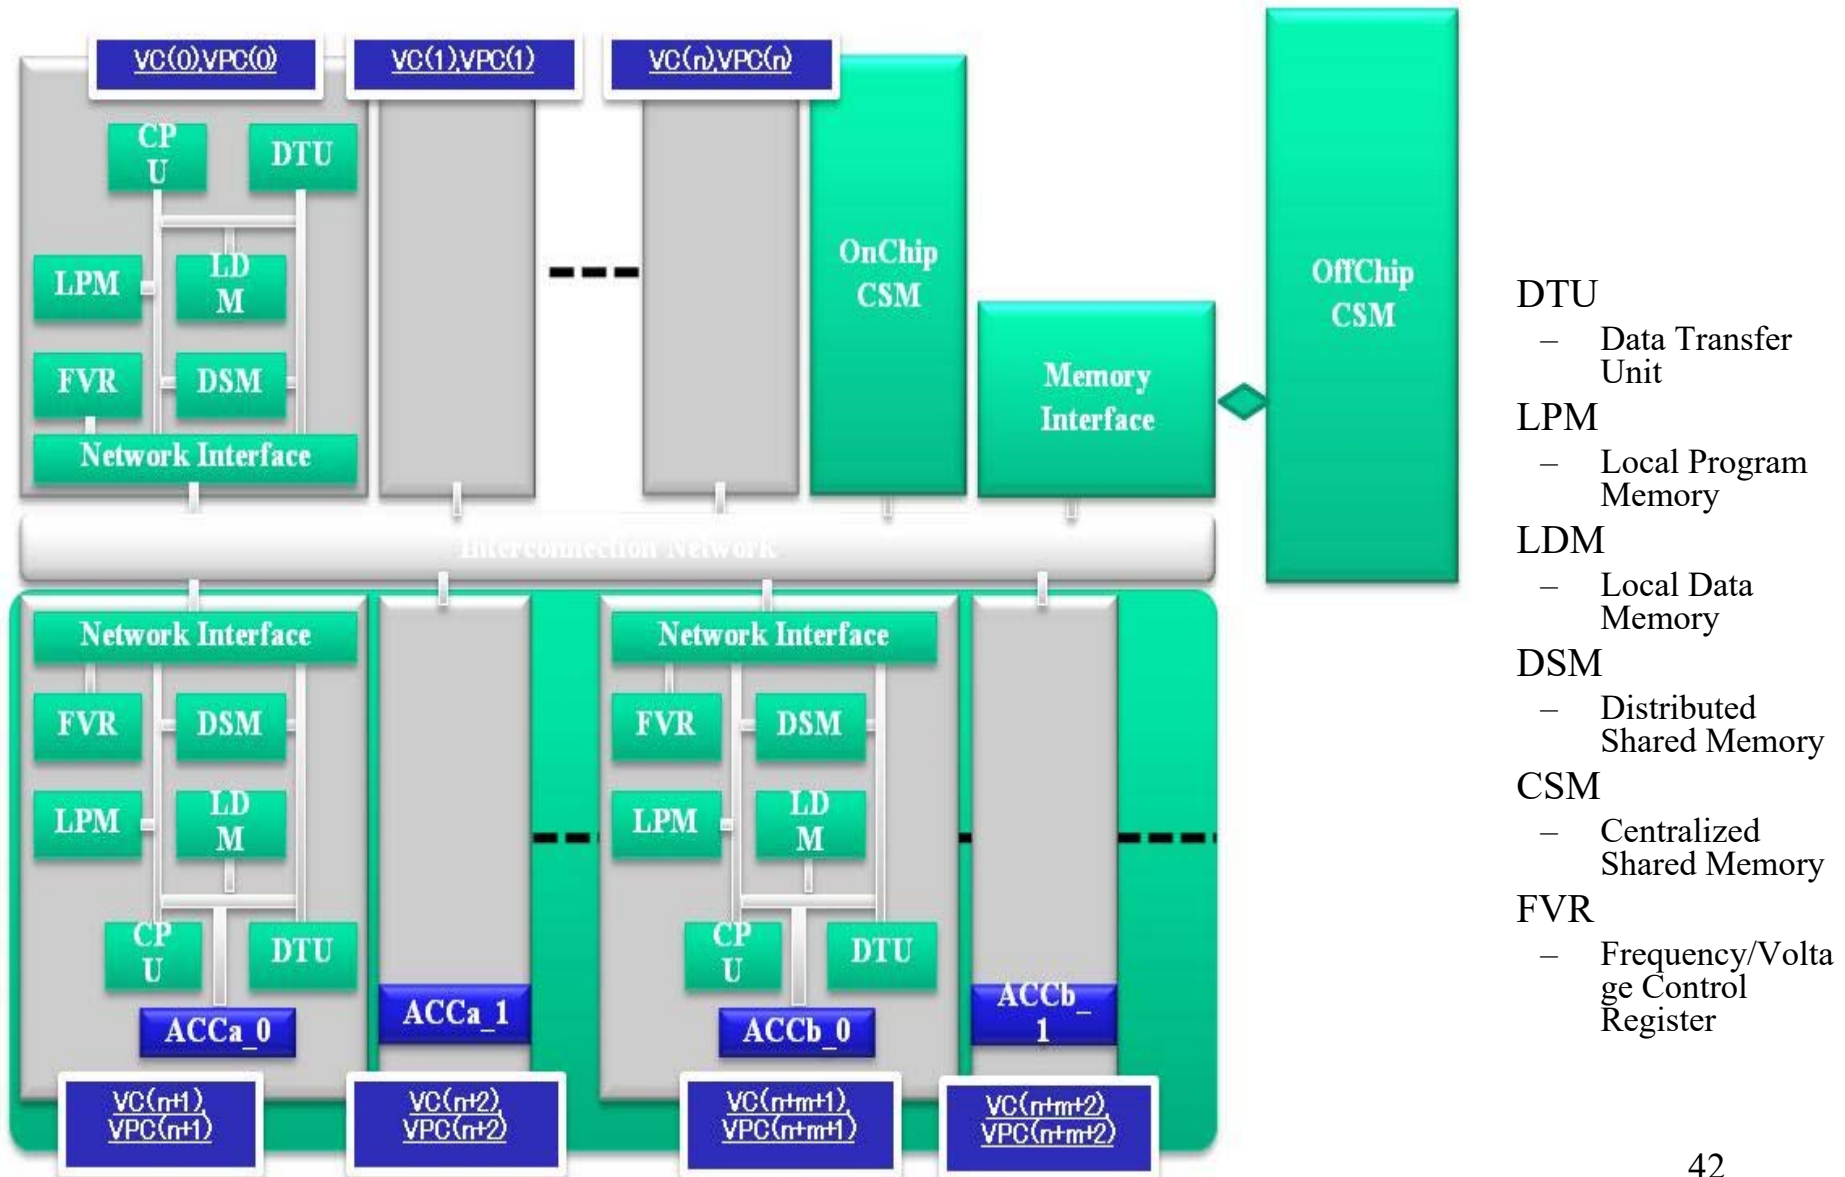 VC(0),VPC(0)
VC(1),VPC(1)
VC(n),VPC(n)
CP
U
DTU
LPM
LD
M
FVR
DSM
Network Interface
OnChip
CSM
Memory
Interface
OffChip
CSM
Interconnection Network
Network Interface
FVR
DSM
LPM
LD
M
CP
U
DTU
ACCa_0
ACCa_1
Network Interface
FVR
DSM
LPM
LD
M
CP
U
DTU
ACCb_0
ACCb_
1
VC(n+1),
VPC(n+1)
VC(n+2),
VPC(n+2)
VC(n+m+1),
VPC(n+m+1)
VC(n+m+2),
VPC(n+m+2)
DTU
– Data Transfer
Unit
LPM
– Local Program
Memory
LDM
– Local Data
Memory
DSM
– Distributed
Shared Memory
CSM
– Centralized
Shared Memory
FVR
– Frequency/Volta
ge Control
Register
42